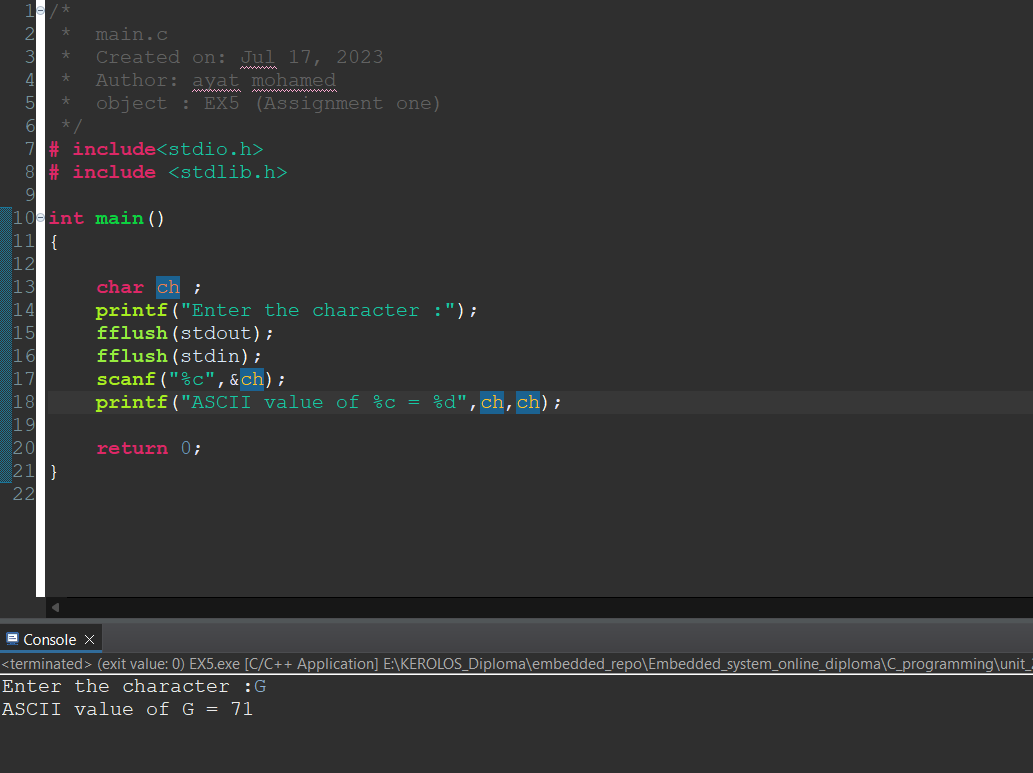 1 /*
2  *  main.c
3  *  Created on: Jul 17, 2023
4  *  Author: ayat mohamed
5  *  object : EX5 (Assignment one)
6  */
7 # include<stdio.h>
8 # include <stdlib.h>
9
10 int main()
11 {
12
13     char ch ;
14     printf("Enter the character :");
15     fflush(stdout);
16     fflush(stdin);
17     scanf("%c",&ch);
18     printf("ASCII value of %c = %d",ch,ch);
19
20     return 0;
21 }
22
Console
<terminated> (exit value: 0) EX5.exe [C/C++ Application] E:\KEROLOS_Diploma\embedded_repo\Embedded_system_online_diploma\C_programming\unit_
Enter the character :G
ASCII value of G = 71